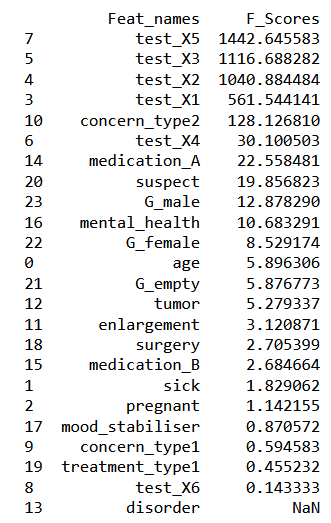 Feat_names F_Scores
7 test_X5 1442.645583
5 test_X3 1116.688282
4 test_X2 1040.884484
3 test_X1 561.544141
10 concern_type2 128.126810
6 test_X4 30.100503
14 medication_A 22.558481
20 suspect 19.856823
23 G_male 12.878290
16 mental_health 10.683291
22 G_female 8.529174
0 age 5.896306
21 G_empty 5.876773
12 tumor 5.279337
11 enlargement 3.120871
18 surgery 2.705399
15 medication_B 2.684664
1 sick 1.829062
2 pregnant 1.142155
17 mood_stabiliser 0.870572
9 concern_type1 0.594583
19 treatment_type1 0.455232
8 test_X6 0.143333
13 disorder NaN